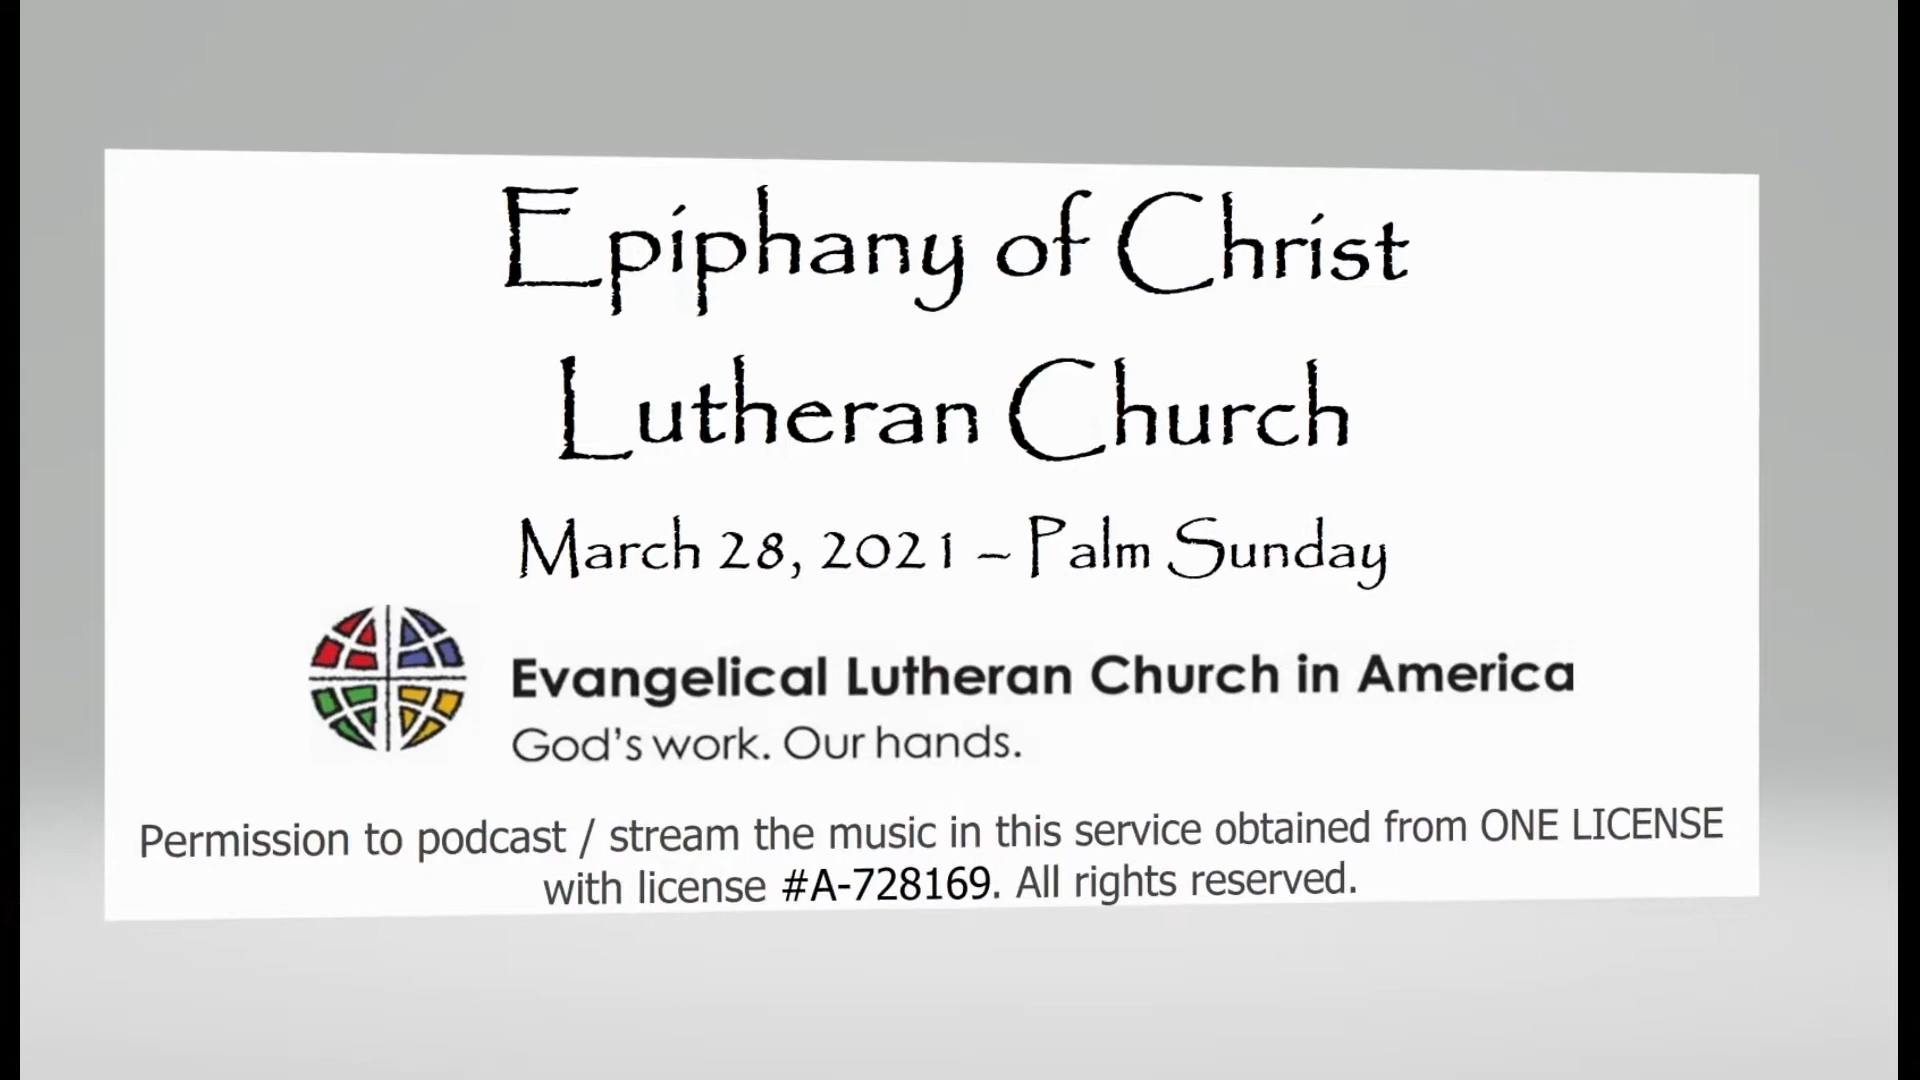 Epiphany of Christ
Lutheran Church
March 28, 2021 – Palm Sunday
Evangelical Lutheran Church in America
God's work. Our hands.
Permission to podcast / stream the music in this service obtained from ONE LICENSE
with license #A-728169. All rights reserved.